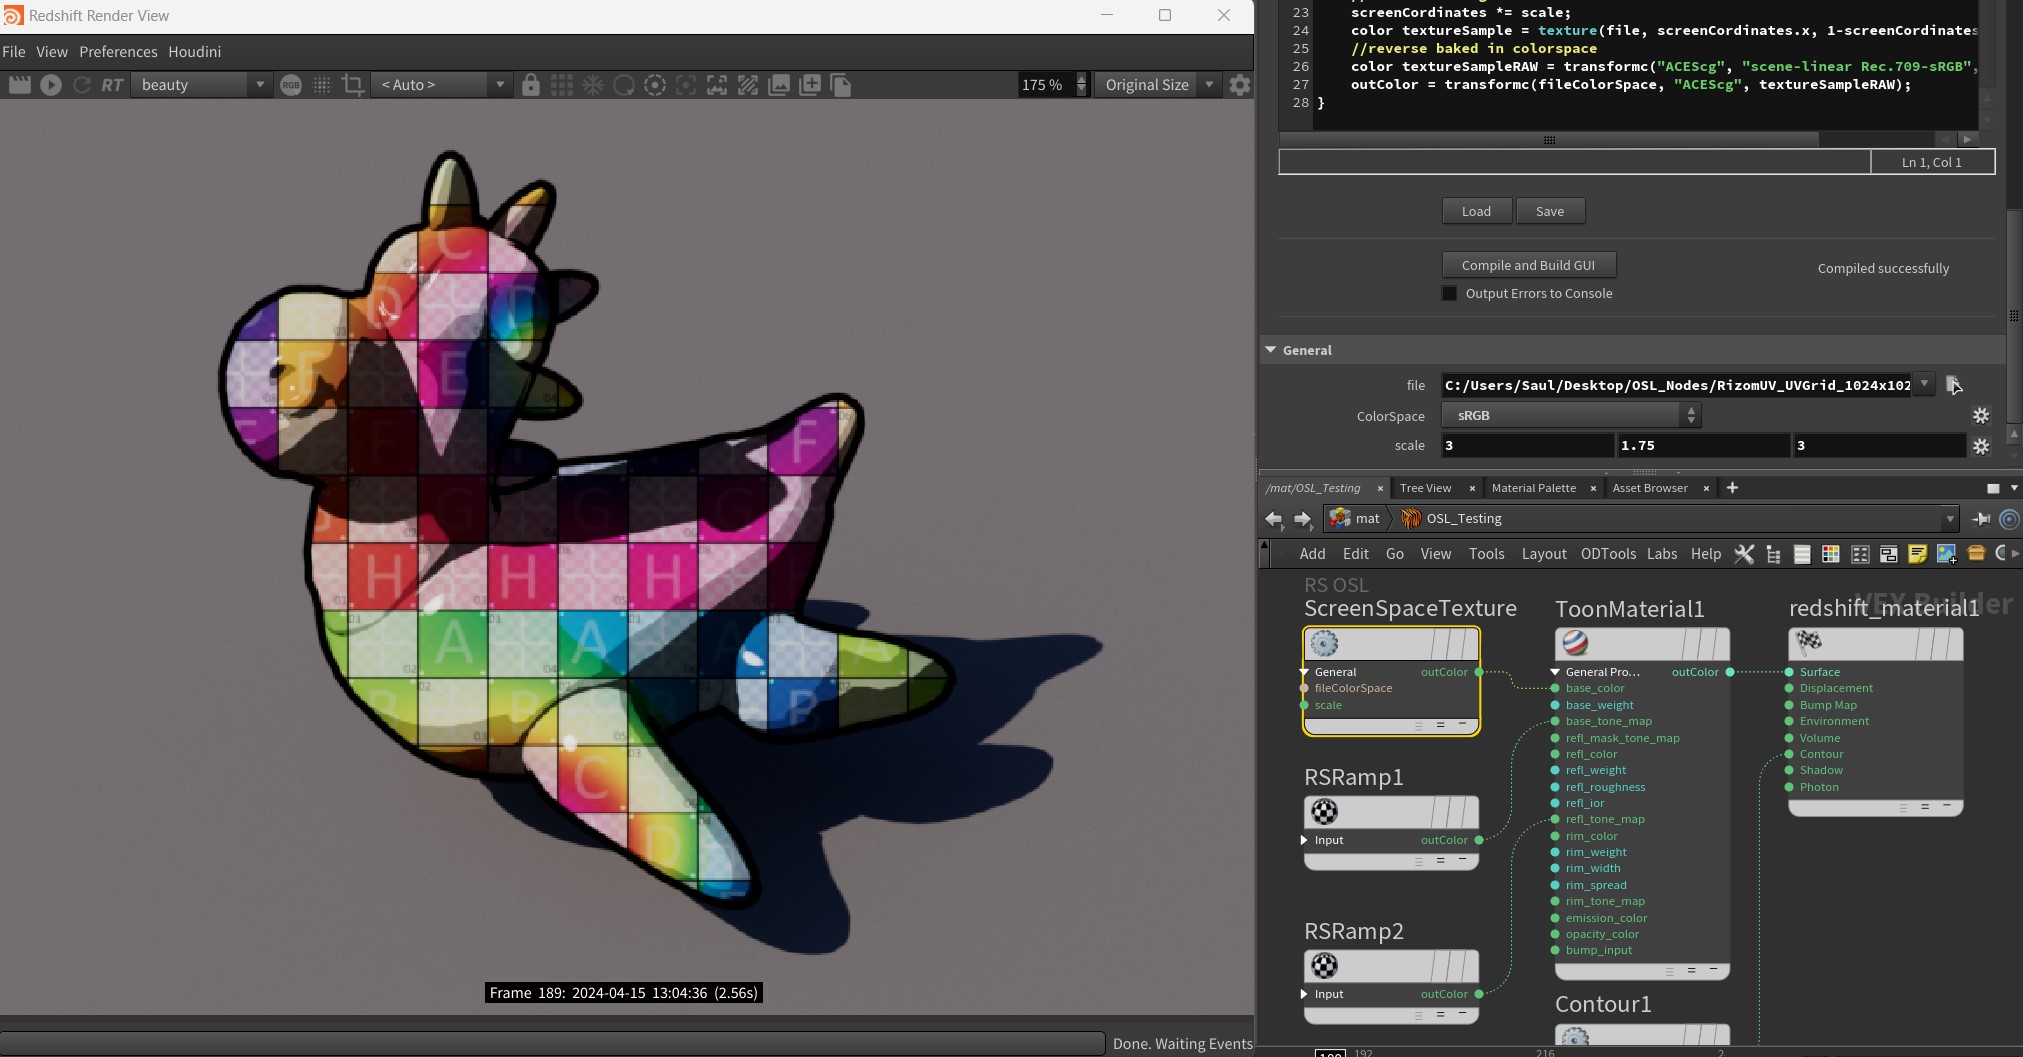 Redshift Render View
File View Preferences Houdini
RT beauty RGB < Auto > 175 % Original Size
Frame 189: 2024-04-15 13:04:36 (2.56s)
Done. Waiting Events
23 screenCordinates *= scale;
24 color textureSample = texture(file, screenCordinates.x, 1-screenCordinates
25 //reverse baked in colorspace
26 color textureSampleRAW = transformc("ACEScg", "scene-linear Rec.709-sRGB",
27 outColor = transformc(fileColorSpace, "ACEScg", textureSampleRAW);
28 }
Ln 1, Col 1
Load Save
Compile and Build GUI Compiled successfully
Output Errors to Console
General
file C:/Users/Saul/Desktop/OSL_Nodes/RizomUV_UVGrid_1024x102
ColorSpace sRGB
scale 3 1.75 3
/mat/OSL_Testing × Tree View × Material Palette × Asset Browser × +
mat OSL_Testing
Add Edit Go View Tools Layout ODTools Labs Help
VEX Builder
RS OSL
ScreenSpaceTexture
General outColor
fileColorSpace
scale
RSRamp1
Input outColor
RSRamp2
Input outColor
ToonMaterial1
General Pro... outColor
base_color
base_weight
base_tone_map
refl_mask_tone_map
refl_color
refl_weight
refl_roughness
refl_ior
refl_tone_map
rim_color
rim_weight
rim_width
rim_spread
rim_tone_map
emission_color
opacity_color
bump_input
Contour1
redshift_material1
Surface
Displacement
Bump Map
Environment
Volume
Contour
Shadow
Photon
192 216